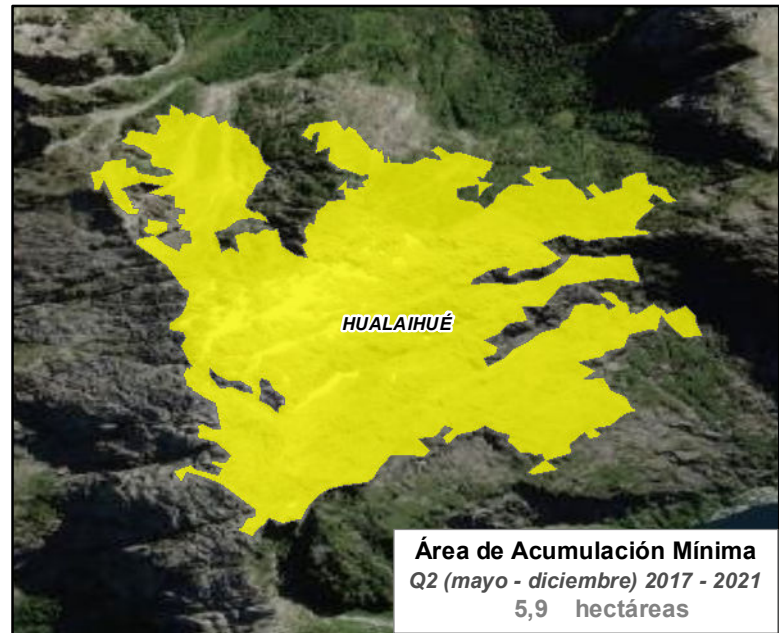 HUALAIHUÉ
Área de Acumulación Mínima
Q2 (mayo - diciembre) 2017 - 2021
5,9 hectáreas